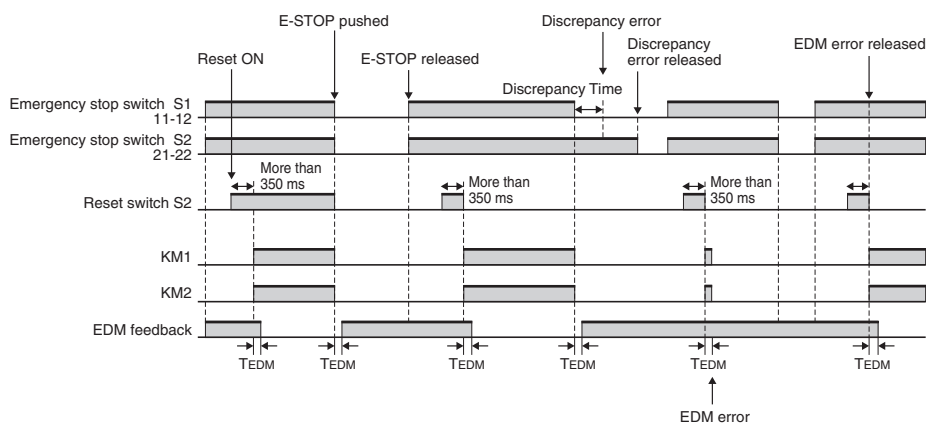 E-STOP pushed
Discrepancy error
Reset ON
E-STOP released
Discrepancy
error released
EDM error released
Discrepancy Time
Emergency stop switch S1
11-12
Emergency stop switch S2
21-22
More than
350 ms
More than
350 ms
More than
350 ms
Reset switch S2
KM1
KM2
EDM feedback
TEDM
TEDM
TEDM
TEDM
TEDM
TEDM
EDM error